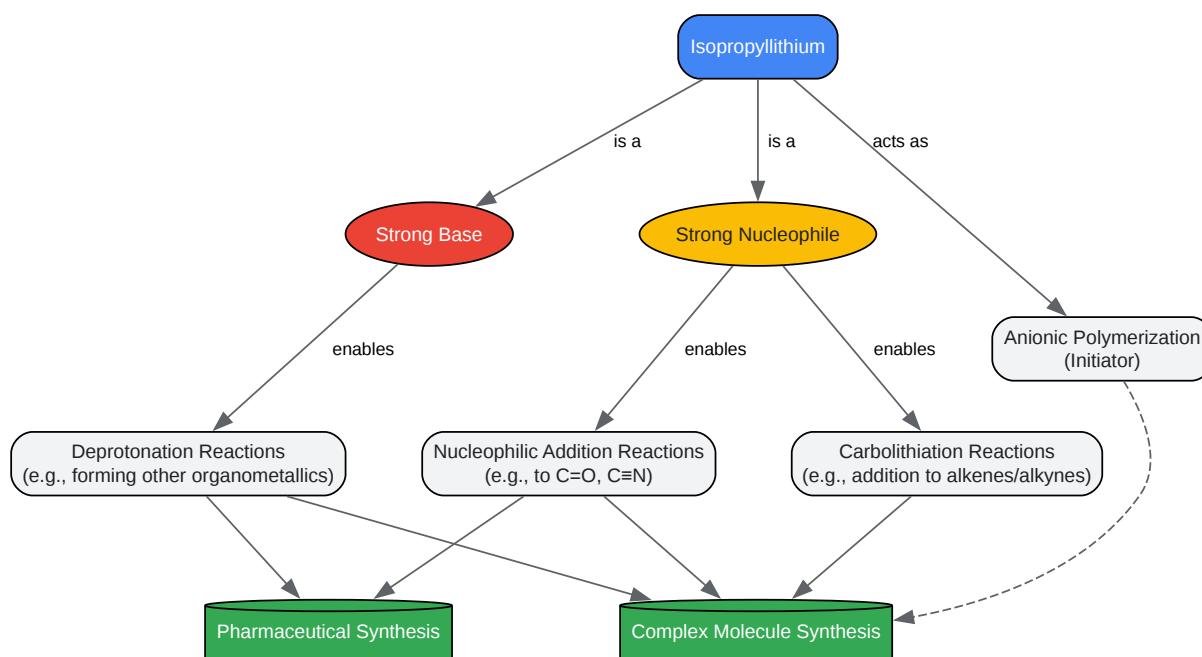 Isopropyllithium
is a
is a
acts as
Strong Base
Strong Nucleophile
Anionic Polymerization
(Initiator)
enables
enables
enables
Deprotonation Reactions
(e.g., forming other organometallics)
Nucleophilic Addition Reactions
(e.g., to C=O, C≡N)
Carbolithiation Reactions
(e.g., addition to alkenes/alkynes)
Pharmaceutical Synthesis
Complex Molecule Synthesis